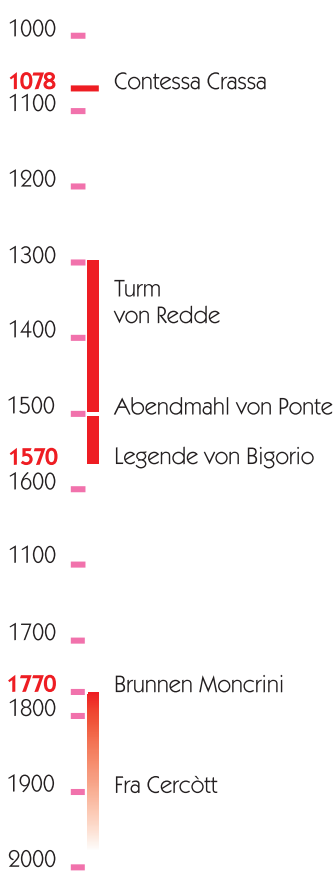 1000
1078 Contessa Crassa
1100
1200
1300
Turm
von Redde
1400
1500 Abendmahl von Ponte
1570 Legende von Bigorio
1600
1100
1700
1770 Brunnen Moncrini
1800
1900 Fra Cercòtt
2000